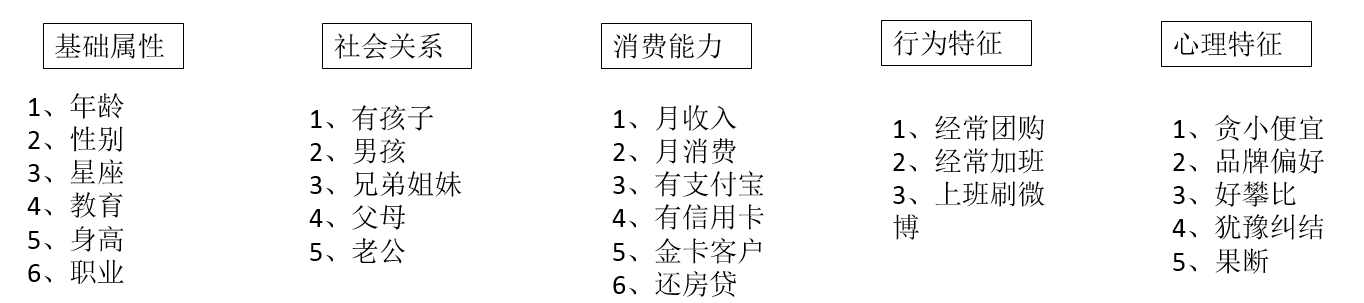 基础属性
1、年龄
2、性别
3、星座
4、教育
5、身高
6、职业
社会关系
1、有孩子
2、男孩
3、兄弟姐妹
4、父母
5、老公
消费能力
1、月收入
2、月消费
3、有支付宝
4、有信用卡
5、金卡客户
6、还房贷
行为特征
1、经常团购
2、经常加班
3、上班刷微
博
心理特征
1、贪小便宜
2、品牌偏好
3、好攀比
4、犹豫纠结
5、果断